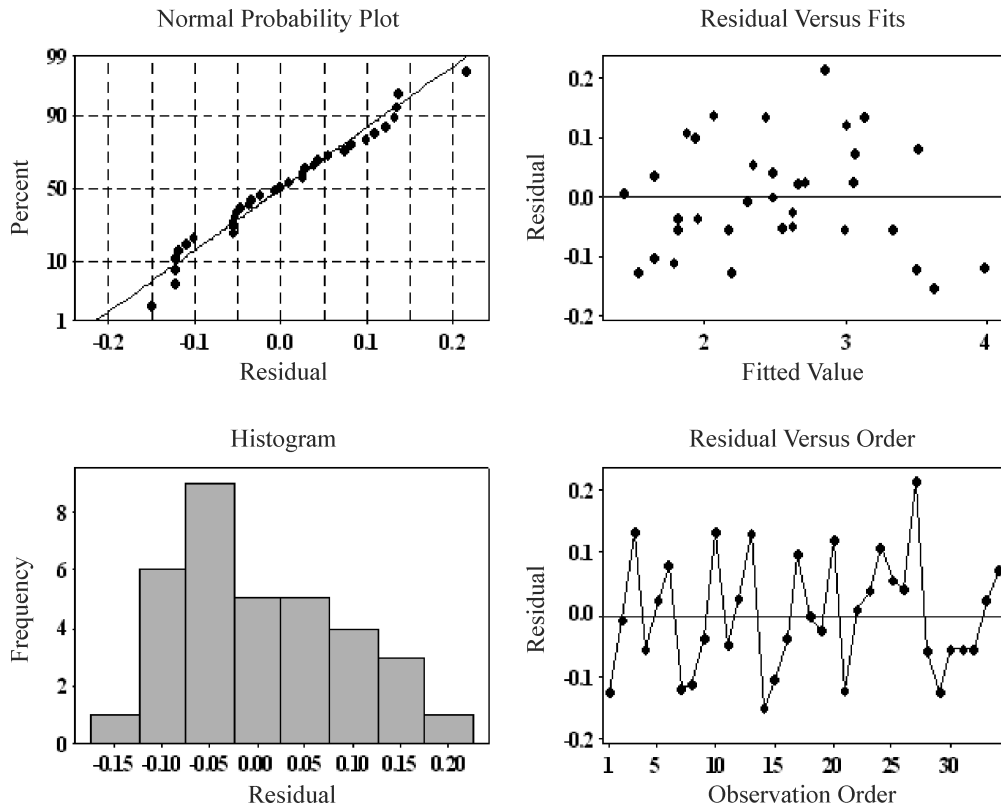 Normal Probability Plot
99
90
50
10
1
Percent
-0.2 -0.1 0.0 0.1 0.2
Residual
Residual Versus Fits
0.2
0.1
0.0
-0.1
-0.2
Residual
2 3 4
Fitted Value
Histogram
8
6
4
2
0
Frequency
-0.15 -0.10 -0.05 0.00 0.05 0.10 0.15 0.20
Residual
Residual Versus Order
0.2
0.1
0.0
-0.1
-0.2
Residual
1 5 10 15 20 25 30
Observation Order